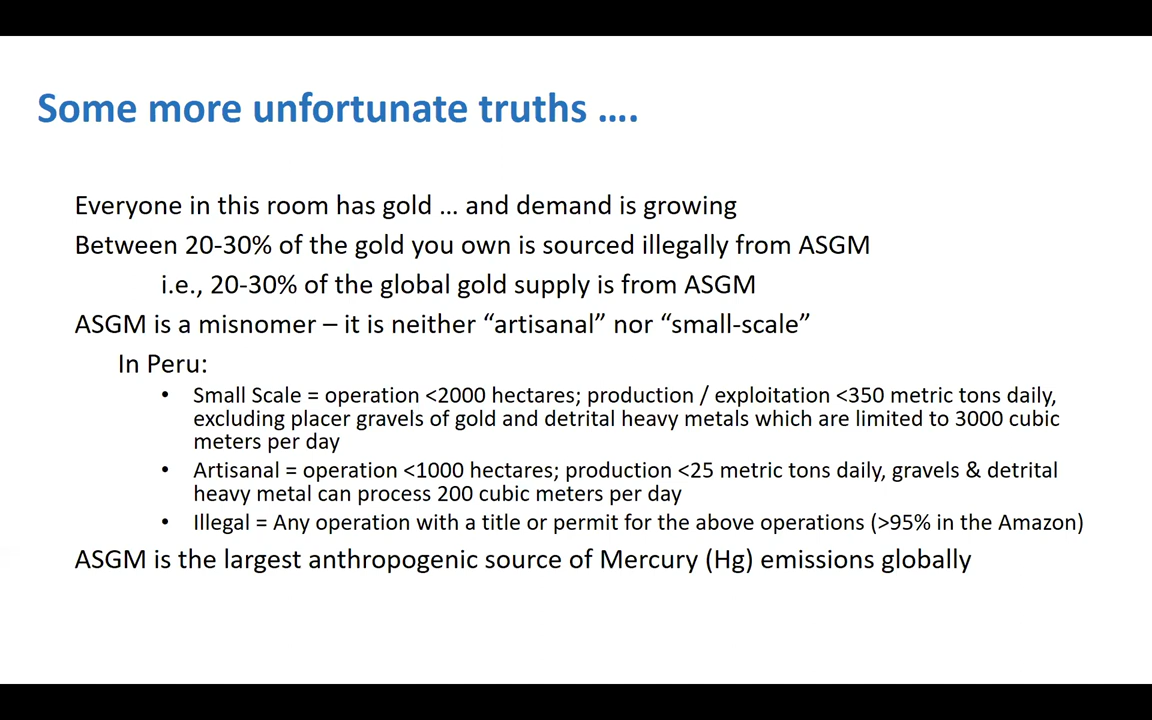 Some more unfortunate truths ....
Everyone in this room has gold ... and demand is growing
Between 20-30% of the gold you own is sourced illegally from ASGM
i.e., 20-30% of the global gold supply is from ASGM
ASGM is a misnomer – it is neither “artisanal” nor “small-scale”
In Peru:
• Small Scale = operation <2000 hectares; production / exploitation <350 metric tons daily,
excluding placer gravels of gold and detrital heavy metals which are limited to 3000 cubic
meters per day
• Artisanal = operation <1000 hectares; production <25 metric tons daily, gravels & detrital
heavy metal can process 200 cubic meters per day
• Illegal = Any operation with a title or permit for the above operations (>95% in the Amazon)
ASGM is the largest anthropogenic source of Mercury (Hg) emissions globally